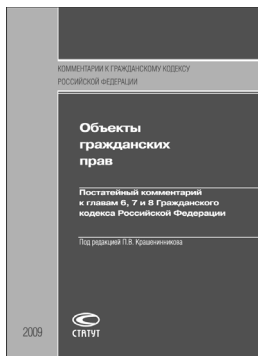 КОММЕНТАРИИ К ГРАЖДАНСКОМУ КОДЕКСУ
РОССИЙСКОЙ ФЕДЕРАЦИИ
Объекты
гражданских
прав
Постатейный комментарий
к главам 6, 7 и 8 Гражданского
кодекса Российской Федерации
Под редакцией П.В. Крашенинникова
2009
СТАТУТ